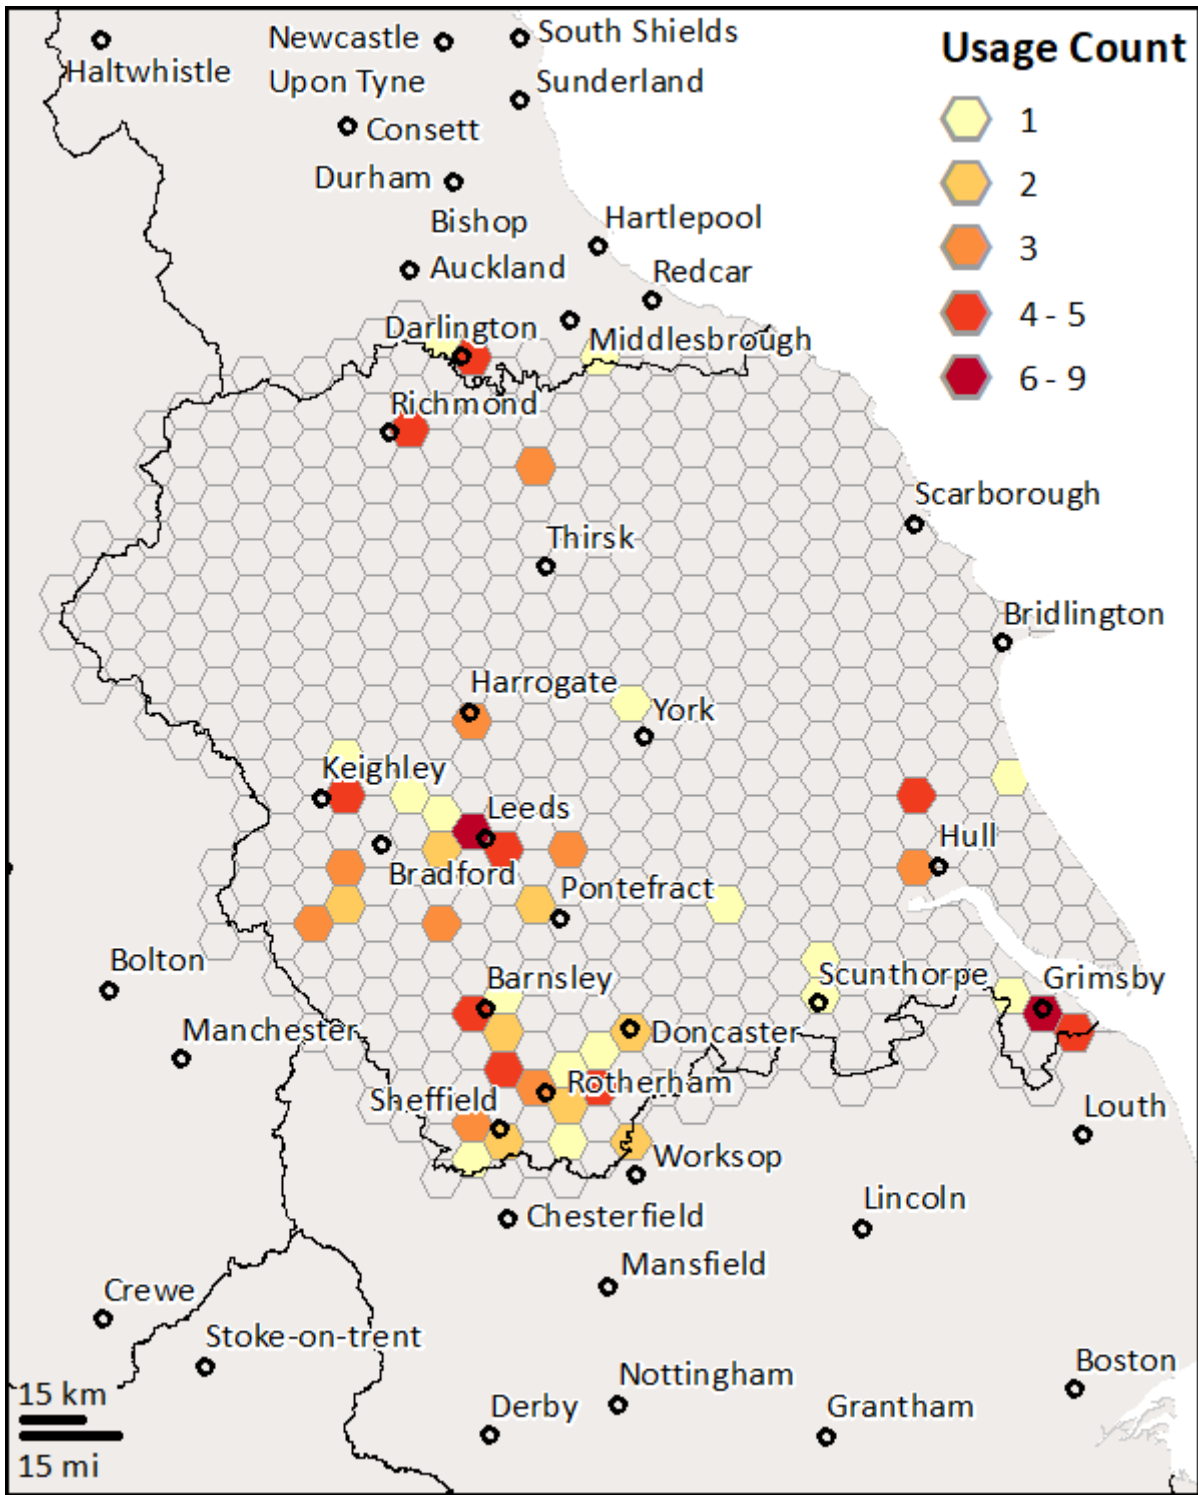 Newcastle
Upon Tyne
South Shields
Usage Count
Haltwhistle
Sunderland
1
Consett
Durham
2
Bishop
Auckland
Hartlepool
3
Redcar
4 - 5
Darlington
Middlesbrough
6 - 9
Richmond
Scarborough
Thirsk
Bridlington
Harrogate
York
Keighley
Leeds
Hull
Bradford
Pontefract
Bolton
Barnsley
Scunthorpe
Grimsby
Manchester
Doncaster
Rotherham
Sheffield
Louth
Worksop
Lincoln
Chesterfield
Mansfield
Crewe
Stoke-on-trent
Nottingham
Boston
15 km
Derby
Grantham
15 mi